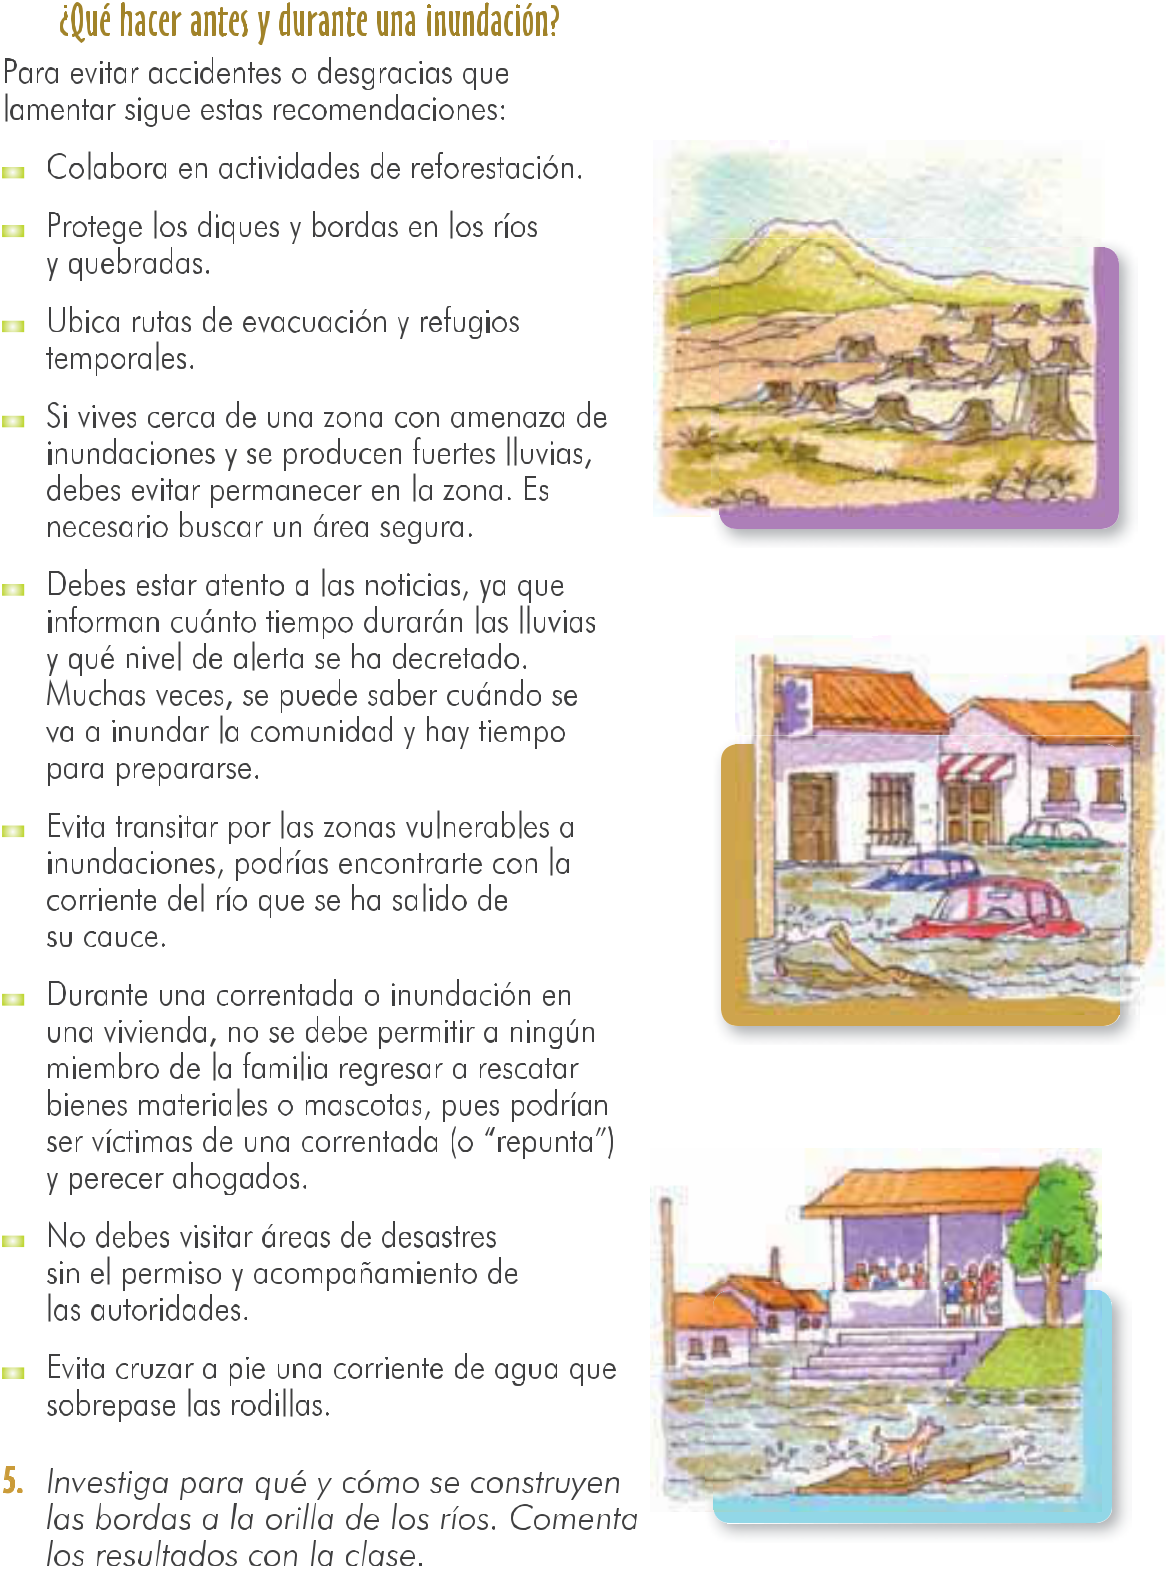 ¿Qué hacer antes y durante una inundación?
Para evitar accidentes o desgracias que
lamentar sigue estas recomendaciones:
Colabora en actividades de reforestación.
Protege los diques y bordas en los ríos
y quebradas.
Ubica rutas de evacuación y refugios
temporales.
Si vives cerca de una zona con amenaza de
inundaciones y se producen fuertes lluvias,
debes evitar permanecer en la zona. Es
necesario buscar un área segura.
Debes estar atento a las noticias, ya que
informan cuánto tiempo durarán las lluvias
y qué nivel de alerta se ha decretado.
Muchas veces, se puede saber cuándo se
va a inundar la comunidad y hay tiempo
para prepararse.
Evita transitar por las zonas vulnerables a
inundaciones, podrías encontrarte con la
corriente del río que se ha salido de
su cauce.
Durante una correntada o inundación en
una vivienda, no se debe permitir a ningún
miembro de la familia regresar a rescatar
bienes materiales o mascotas, pues podrían
ser víctimas de una correntada (o “repunta”)
y perecer ahogados.
No debes visitar áreas de desastres
sin el permiso y acompañamiento de
las autoridades.
Evita cruzar a pie una corriente de agua que
sobrepase las rodillas.
5. Investiga para qué y cómo se construyen
las bordas a la orilla de los ríos. Comenta
los resultados con la clase.